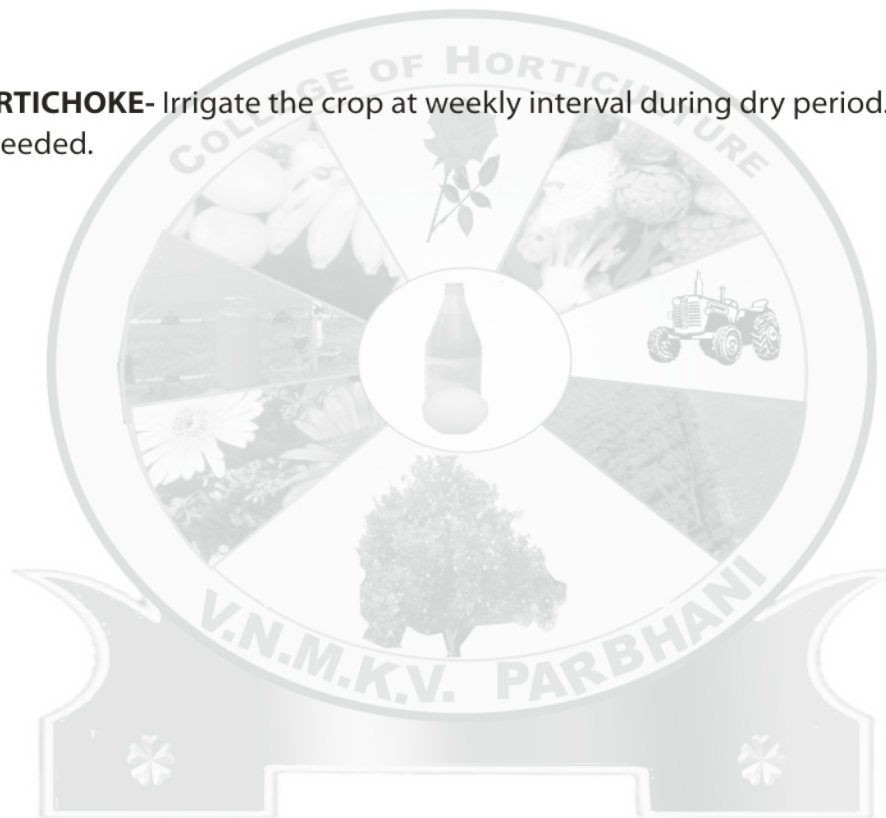 RTICHOKE- Irrigate the crop at weekly interval during dry period.
eeded.
COLLEGE OF HORTICULTURE
V.N.M.K.V. PARBHANI